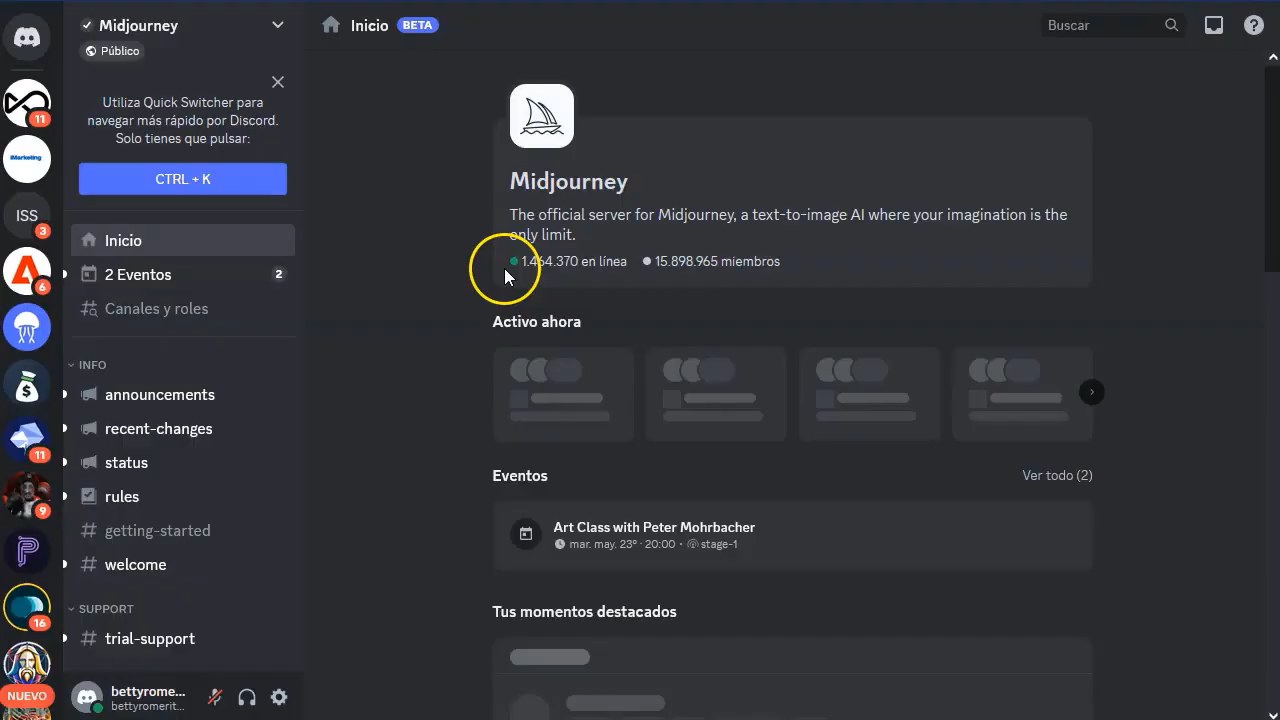 Midjourney
Público
Utiliza Quick Switcher para
navegar más rápido por Discord.
Solo tienes que pulsar:
CTRL + K
Inicio
2 Eventos
2
Canales y roles
INFO
announcements
recent-changes
status
rules
getting-started
welcome
SUPPORT
trial-support
bettyrome...
bettyromerit...
11
iMarketing
ISS
3
6
11
9
16
NUEVO
Inicio
BETA
Buscar
Midjourney
The official server for Midjourney, a text-to-image AI where your imagination is the
only limit.
1.464.370 en línea
15.898.965 miembros
Activo ahora
Eventos
Ver todo (2)
Art Class with Peter Mohrbacher
mar. may. 23º · 20:00 · stage-1
Tus momentos destacados